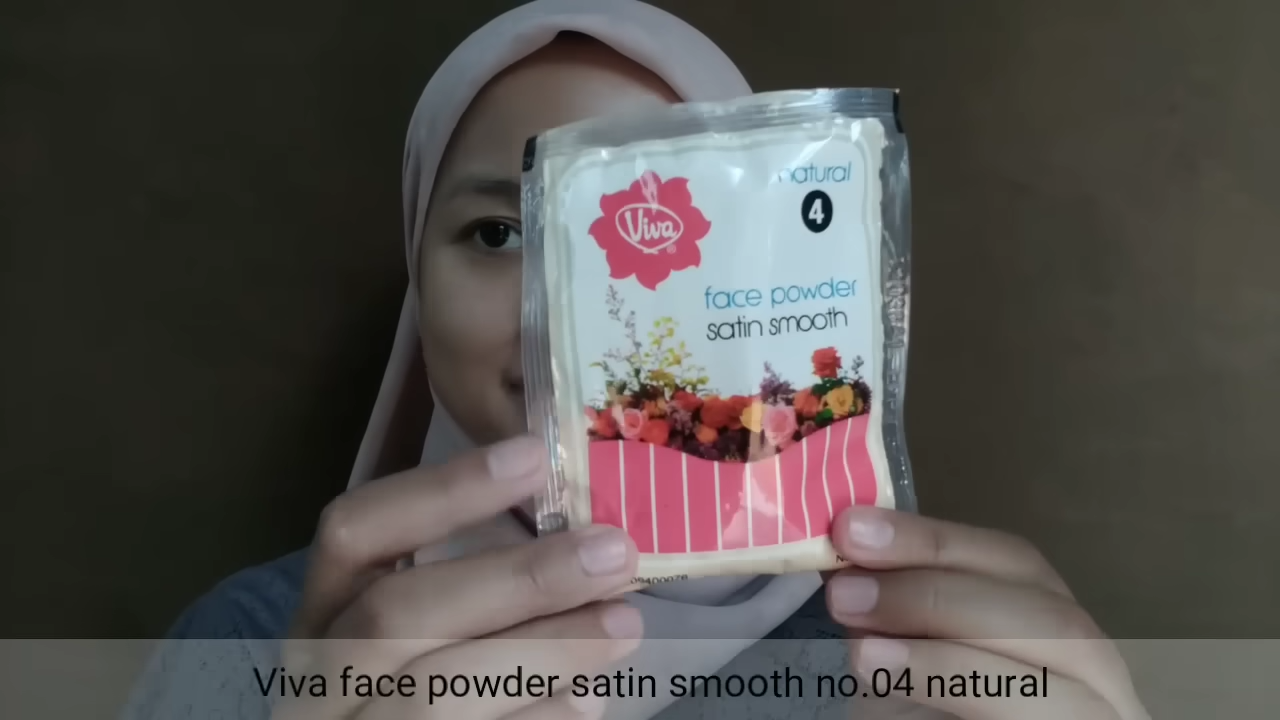 natural
4
Viva
face powder
satin smooth
Viva face powder satin smooth no.04 natural